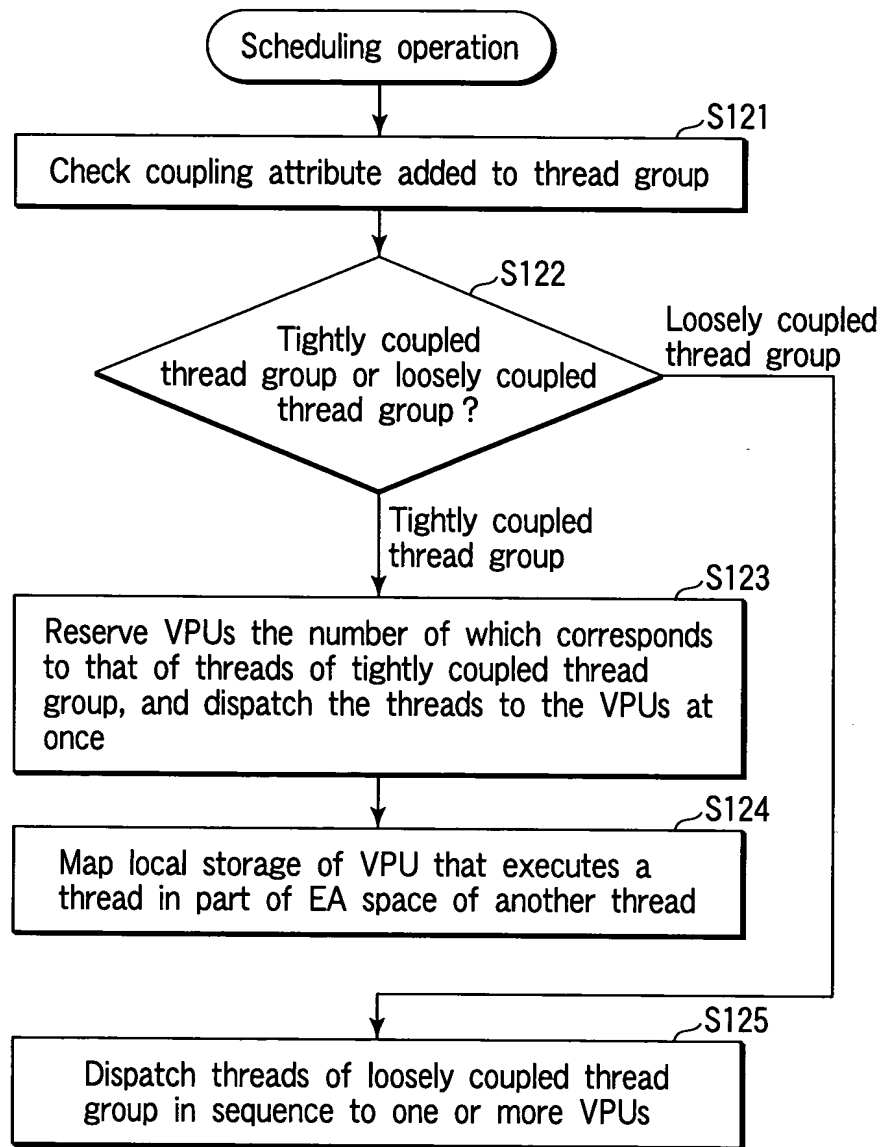 Scheduling operation
S121
Check coupling attribute added to thread group
S122
Tightly coupled
thread group or loosely coupled
thread group ?
Loosely coupled
thread group
Tightly coupled
thread group
S123
Reserve VPUs the number of which corresponds
to that of threads of tightly coupled thread
group, and dispatch the threads to the VPUs at
once
S124
Map local storage of VPU that executes a
thread in part of EA space of another thread
S125
Dispatch threads of loosely coupled thread
group in sequence to one or more VPUs